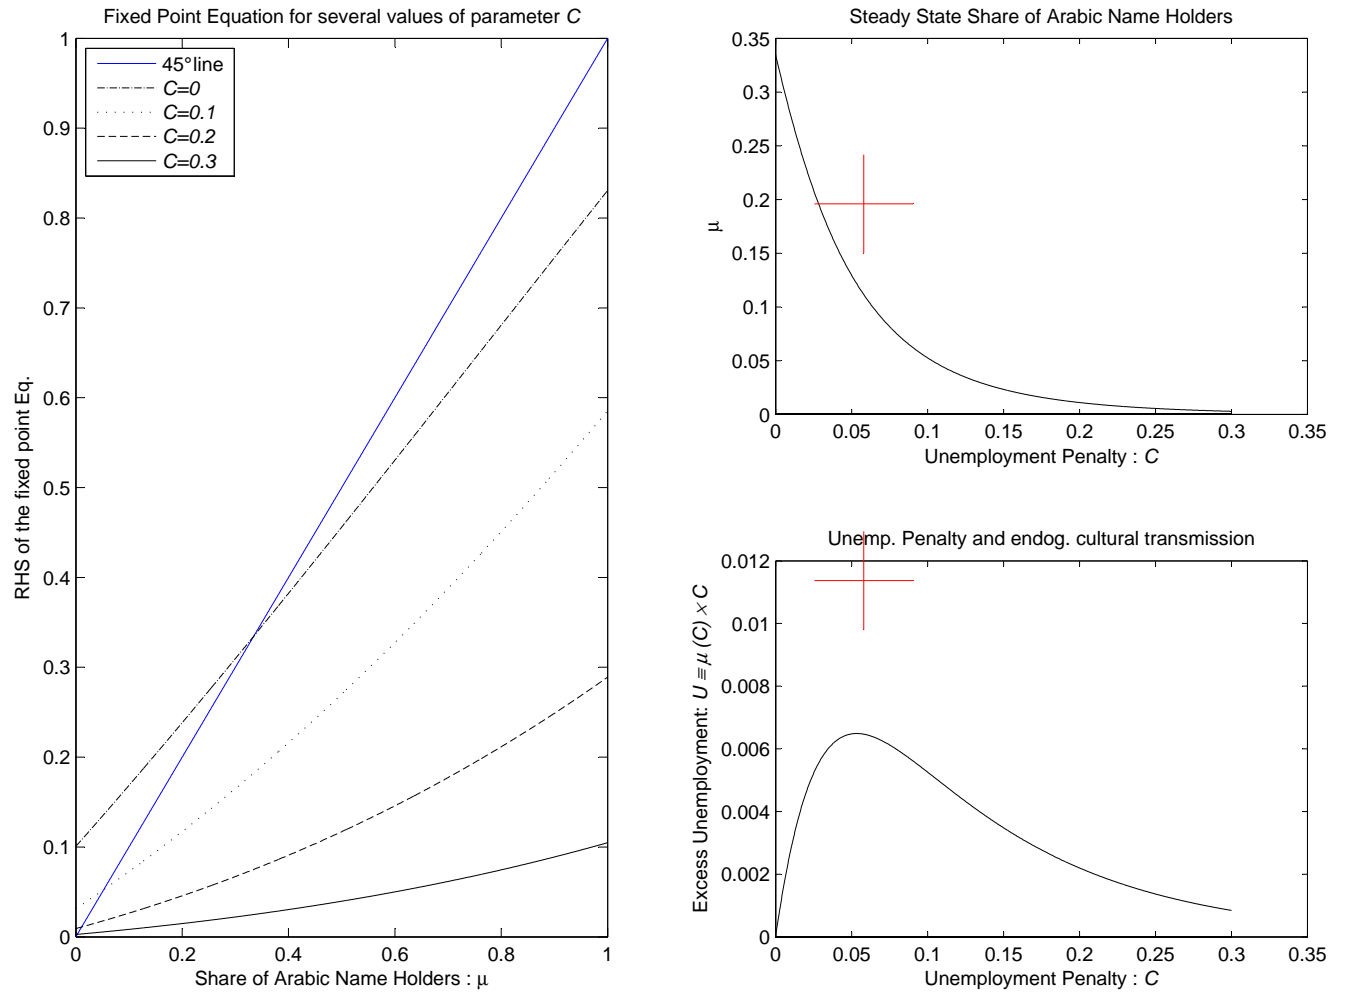 Fixed Point Equation for several values of parameter C
1
0.9
0.8
0.7
0.6
0.5
0.4
0.3
0.2
0.1
0
RHS of the fixed point Eq.
45° line
C=0
C=0.1
C=0.2
C=0.3
0 0.2 0.4 0.6 0.8 1
Share of Arabic Name Holders : μ
Steady State Share of Arabic Name Holders
0.35
0.3
0.25
0.2
0.15
0.1
0.05
0
μ
0 0.05 0.1 0.15 0.2 0.25 0.3 0.35
Unemployment Penalty : C
Unemp. Penalty and endog. cultural transmission
0.012
0.01
0.008
0.006
0.004
0.002
0
Excess Unemployment: U ≡ μ (C) × C
0 0.05 0.1 0.15 0.2 0.25 0.3 0.35
Unemployment Penalty : C